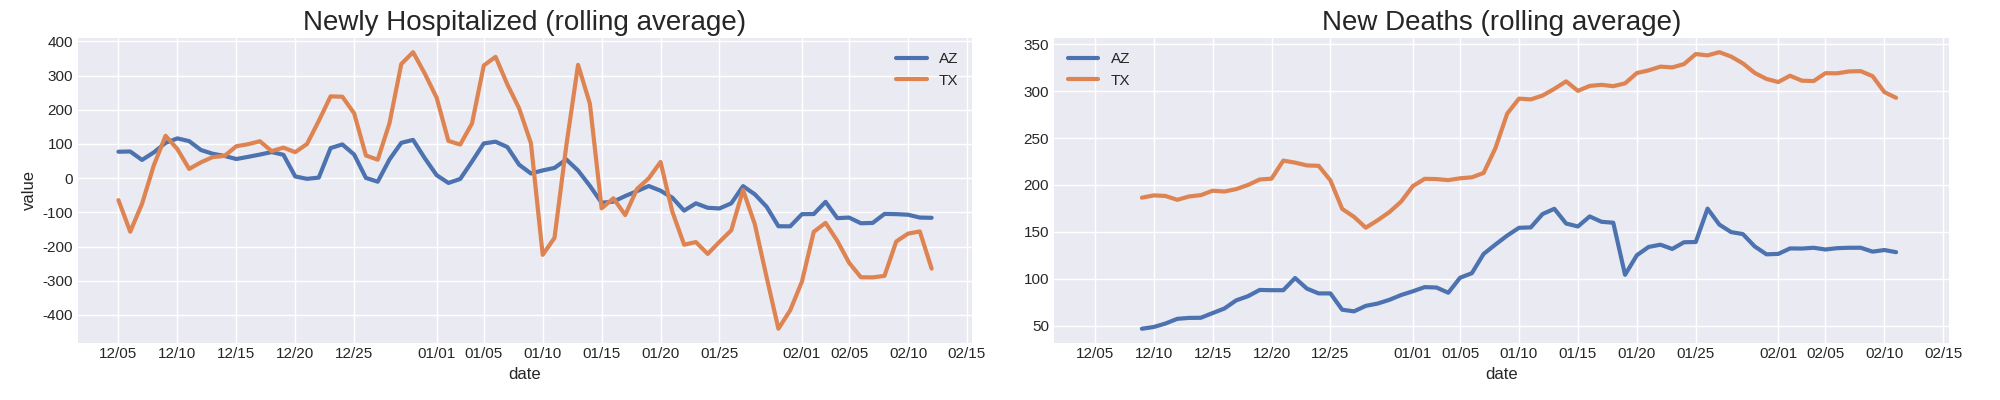 Newly Hospitalized (rolling average)
400
300
200
100
0
-100
-200
-300
-400
value
AZ
TX
12/05 12/10 12/15 12/20 12/25 01/01 01/05 01/10 01/15 01/20 01/25 02/01 02/05 02/10 02/15
date
New Deaths (rolling average)
350
300
250
200
150
100
50
AZ
TX
12/05 12/10 12/15 12/20 12/25 01/01 01/05 01/10 01/15 01/20 01/25 02/01 02/05 02/10 02/15
date